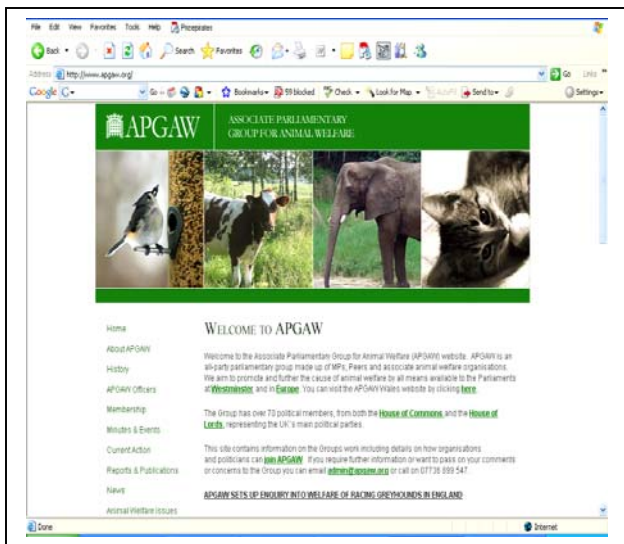 File Edit View Favorites Tools Help
Back Search Favorites
Address http://www.apgaw.org/ Go Links
Google G Go Bookmarks 59 blocked Check Look for Map Send to Settings
APGAW ASSOCIATE PARLIAMENTARY
GROUP FOR ANIMAL WELFARE
Home
About APGAW
History
APGAW Officers
Membership
Minutes & Events
Current Action
Reports & Publications
News
Animal Welfare Issues
WELCOME TO APGAW
Welcome to the Associate Parliamentary Group for Animal Welfare (APGAW) website. APGAW is an
all-party parliamentary group made up of MPs, Peers and associate animal welfare organisations.
We aim to promote and further the cause of animal welfare by all means available to the Parliaments
at Westminster and in Europe. You can visit the APGAW Wales website by clicking here.
The Group has over 70 political members, from both the House of Commons and the House of
Lords, representing the UK's main political parties.
This site contains information on the Groups work including details on how organisations
and politicians can join APGAW. If you require further information or want to pass on your comments
or concerns to the Group you can email admin@apgaw.org or call on 07736 899 547.
APGAW SETS UP ENQUIRY INTO WELFARE OF RACING GREYHOUNDS IN ENGLAND
Done Internet